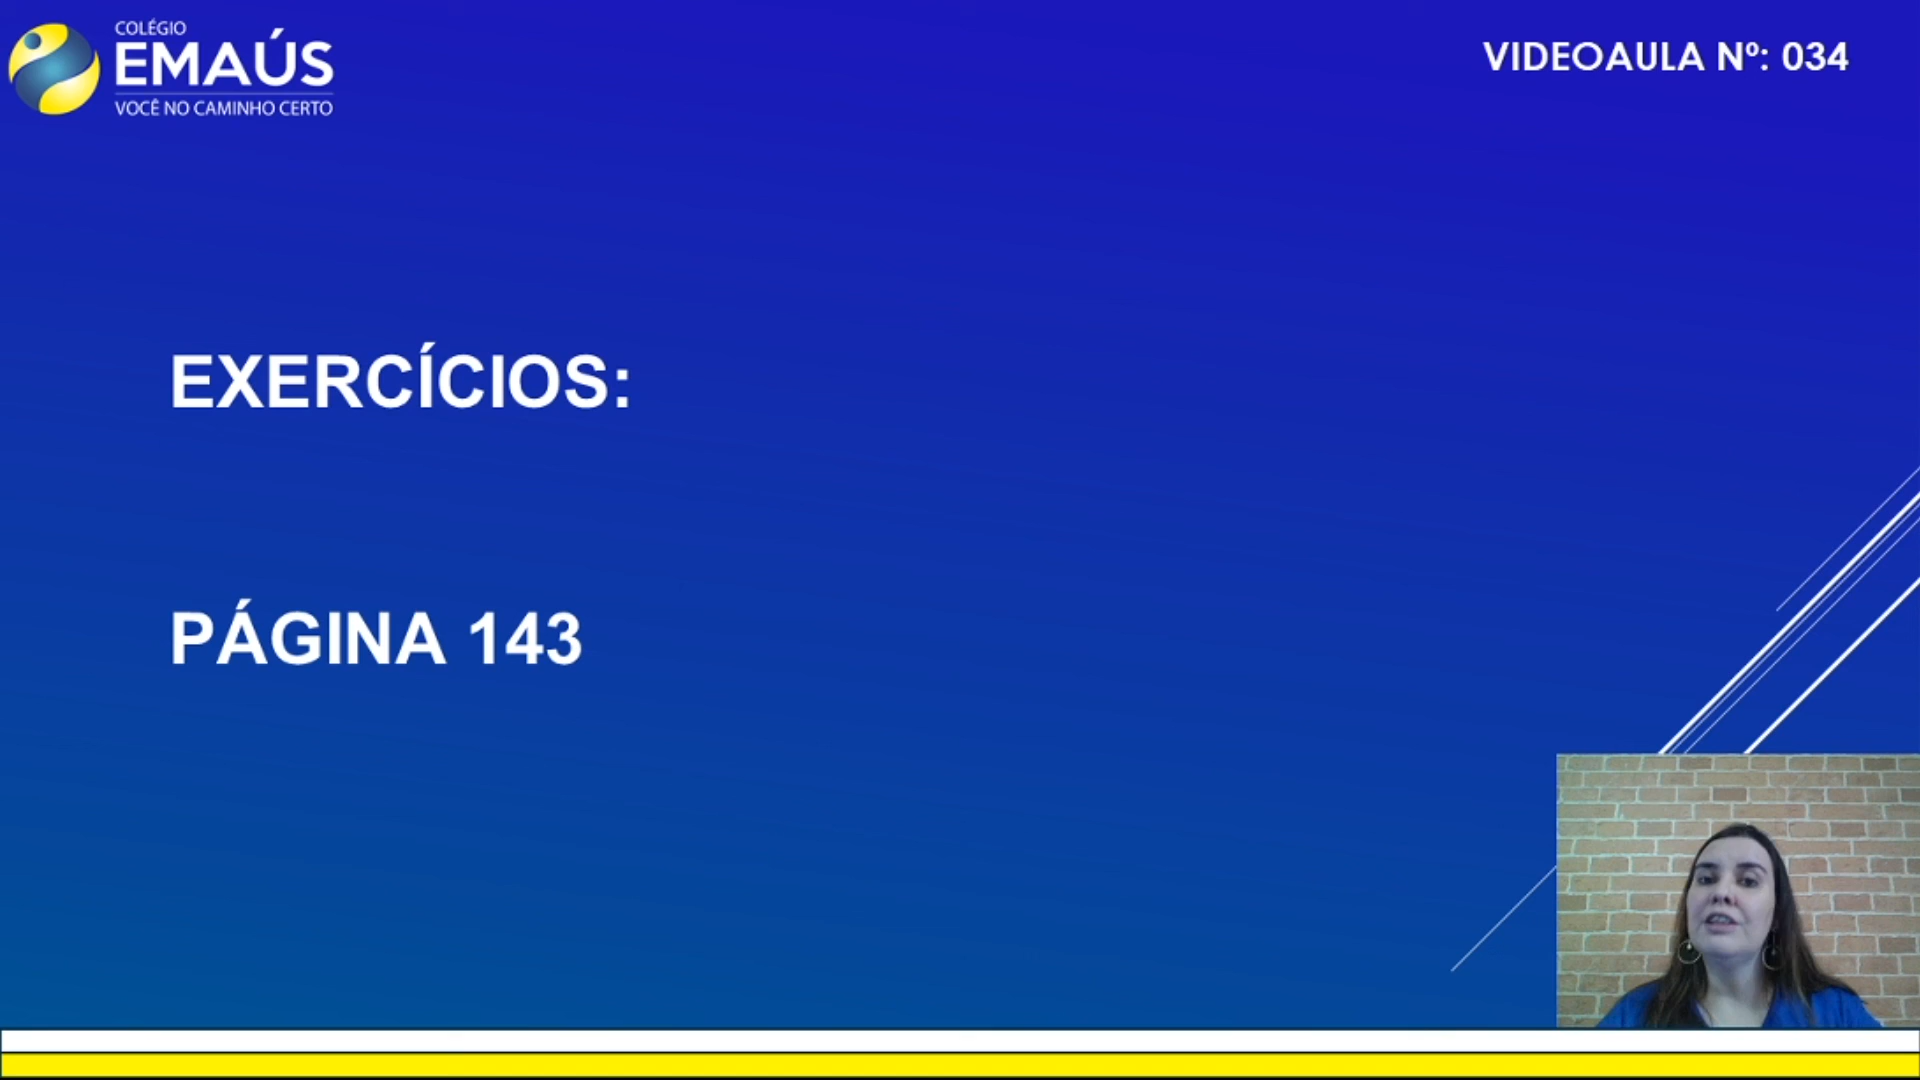 COLÉGIO
EMAÚS
VOCÊ NO CAMINHO CERTO
VIDEOAULA Nº: 034
EXERCÍCIOS:
PÁGINA 143